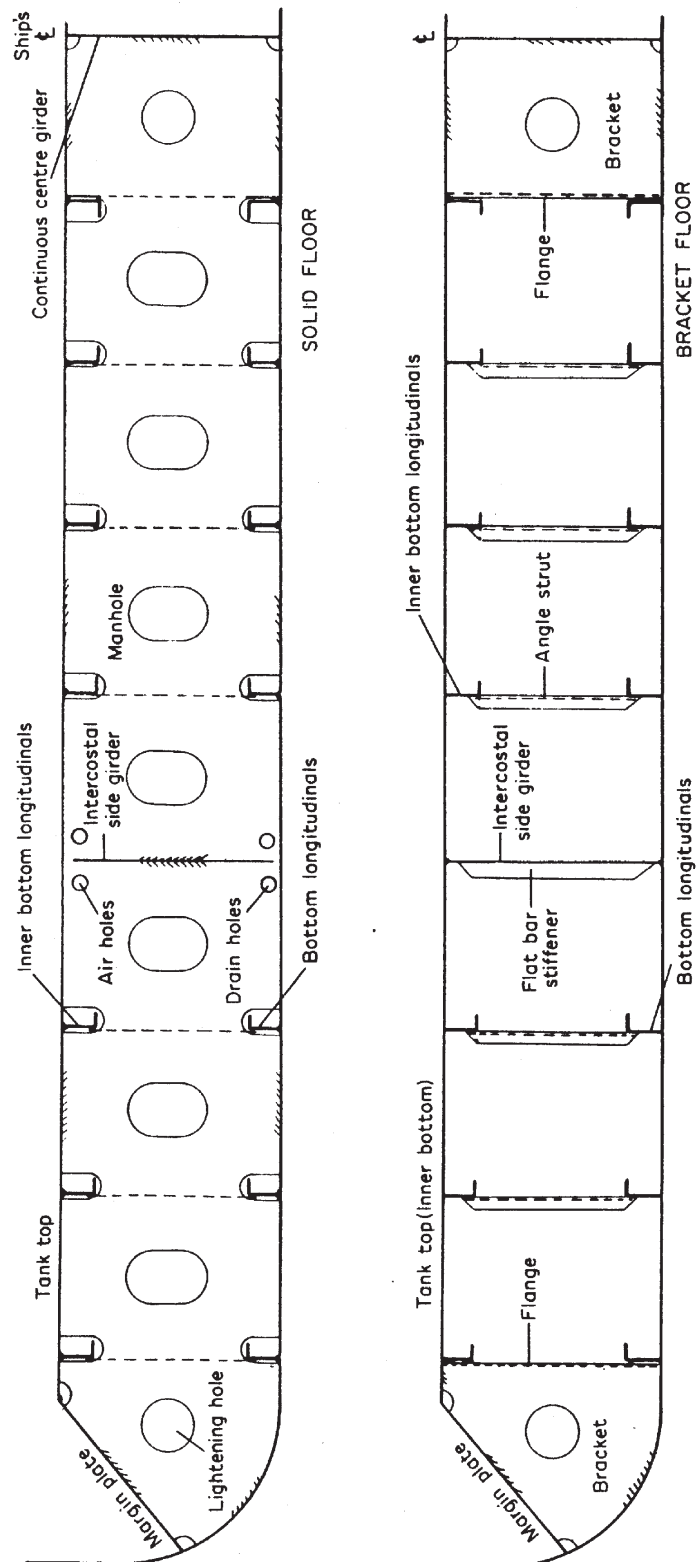 Ship's
℄
Continuous centre girder
SOLID FLOOR
Manhole
Inner bottom longitudinals
Intercostal
side girder
Air holes
Drain holes
Bottom longitudinals
Tank top
Lightening hole
Margin plate
℄
Bracket
Flange
BRACKET FLOOR
Inner bottom longitudinals
Angle strut
Intercostal
side girder
Flat bar
stiffener
Bottom longitudinals
Tank top (Inner bottom)
Flange
Bracket
Margin plate